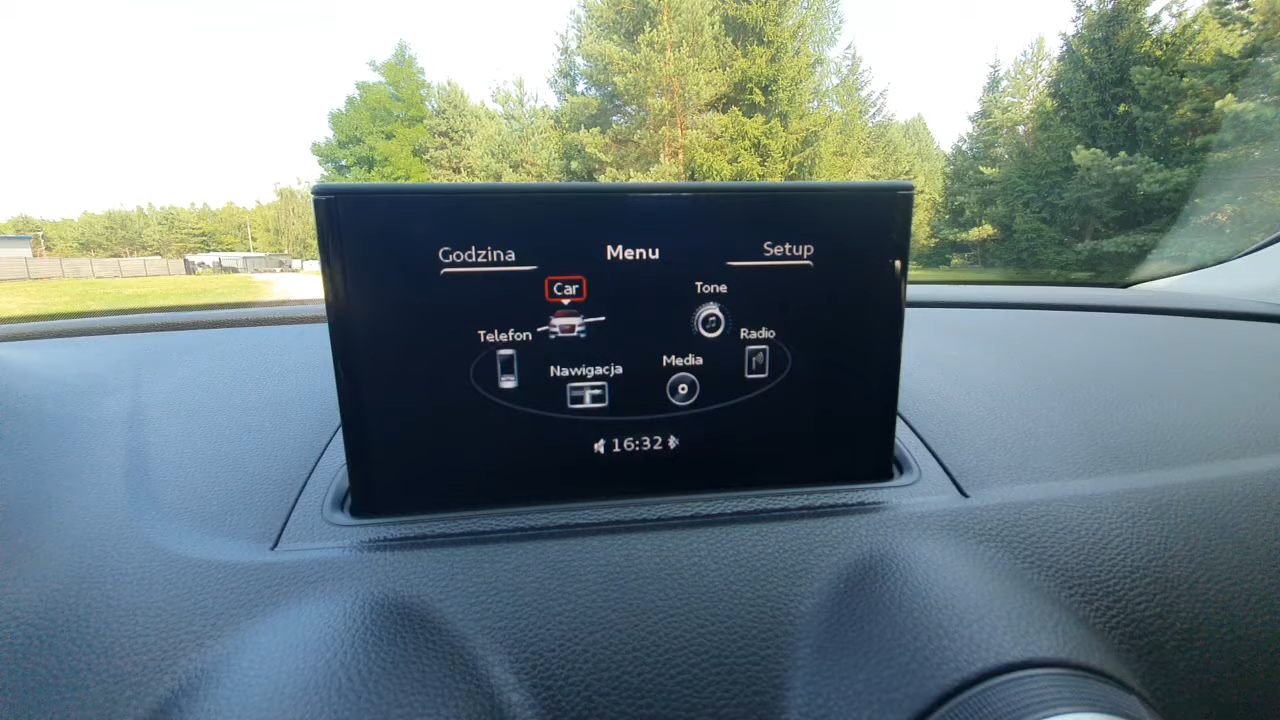 Godzina Menu Setup
Car Tone
Telefon Radio
Nawigacja Media
16:32